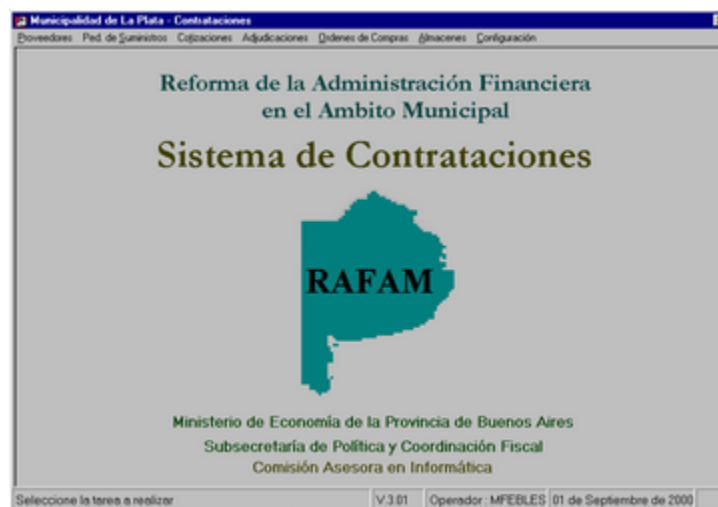 Municipalidad de La Plata - Contrataciones
Proveedores Ped. de Suministros Cotizaciones Adjudicaciones Ordenes de Compras Almacenes Configuración
Reforma de la Administración Financiera
en el Ambito Municipal
Sistema de Contrataciones
RAFAM
Ministerio de Economía de la Provincia de Buenos Aires
Subsecretaría de Política y Coordinación Fiscal
Comisión Asesora en Informática
Seleccione la tarea a realizar V.3.01 Operador : MFEBLES 01 de Septiembre de 2000